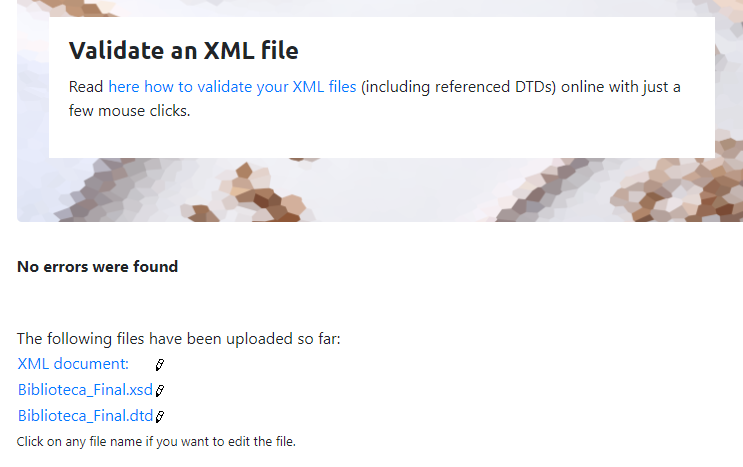 Validate an XML file
Read here how to validate your XML files (including referenced DTDs) online with just a
few mouse clicks.
No errors were found
The following files have been uploaded so far:
XML document:
Biblioteca_Final.xsd
Biblioteca_Final.dtd
Click on any file name if you want to edit the file.